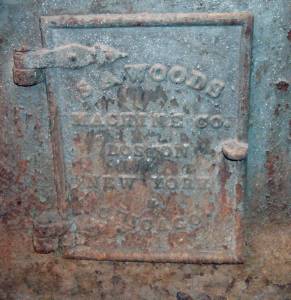 S A WOODS
MACHINE CO.
BOSTON
NEW YORK
&
CHICAGO